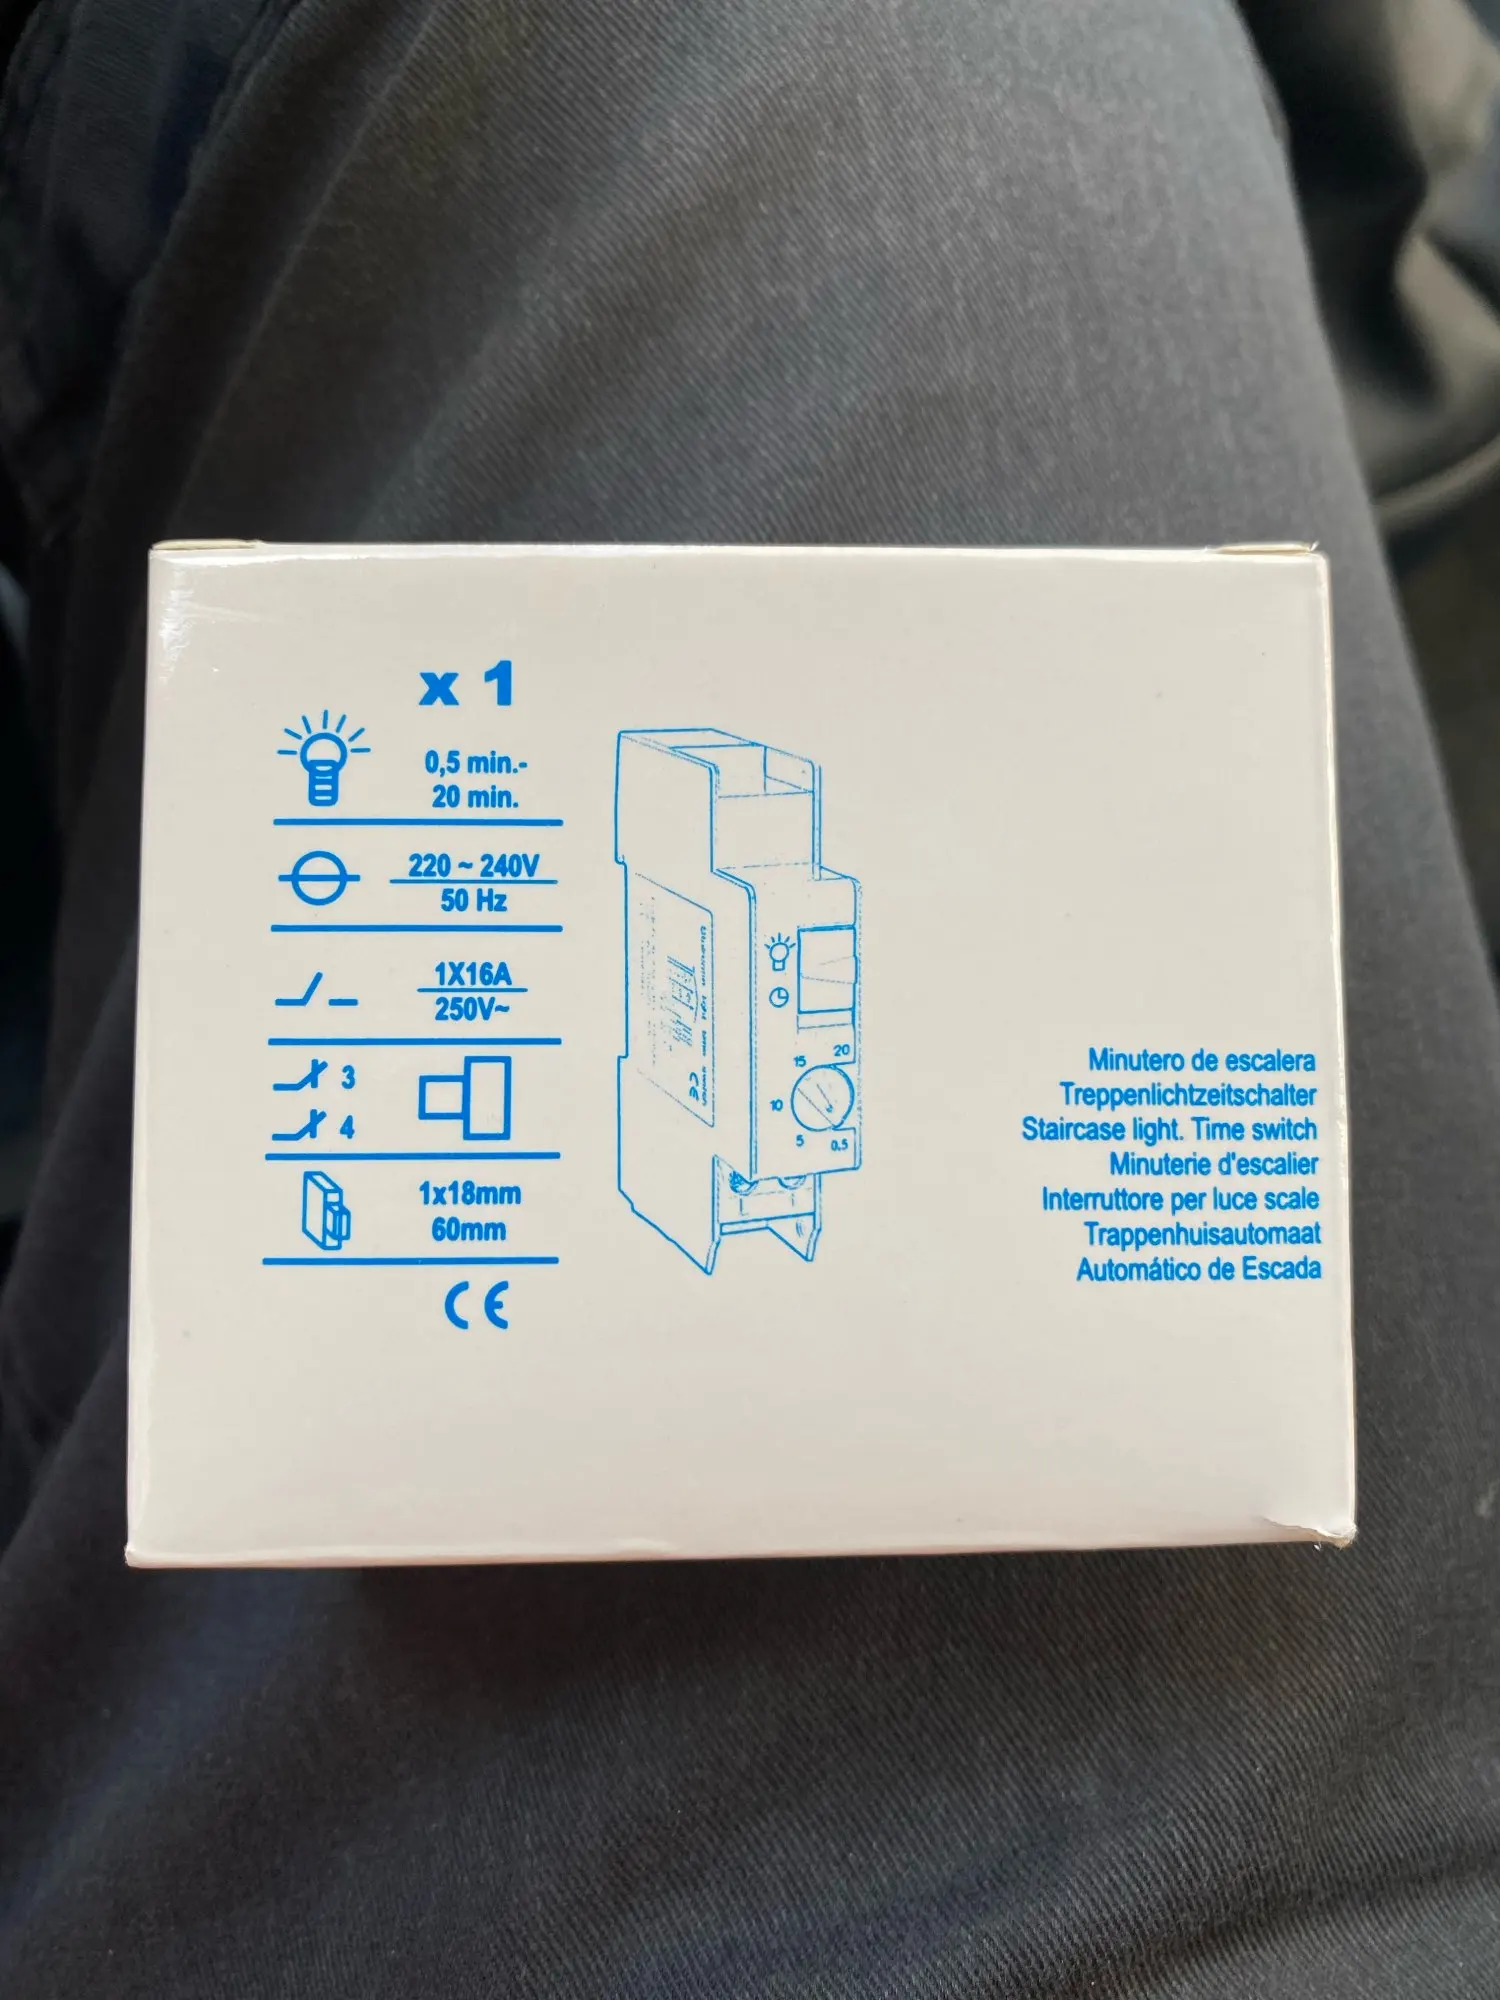 x 1
0,5 min.-
20 min.
220 ~ 240V
50 Hz
1X16A
250V~
3
4
1x18mm
60mm
CE
15
20
10
5
0.5
CE
Minutero de escalera
Treppenlichtzeitschalter
Staircase light. Time switch
Minuterie d'escalier
Interruttore per luce scale
Trappenhuisautomaat
Automático de Escada